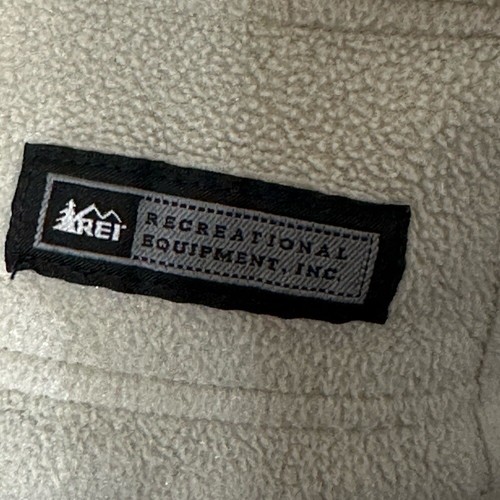 REI
RECREATIONAL
EQUIPMENT, INC.